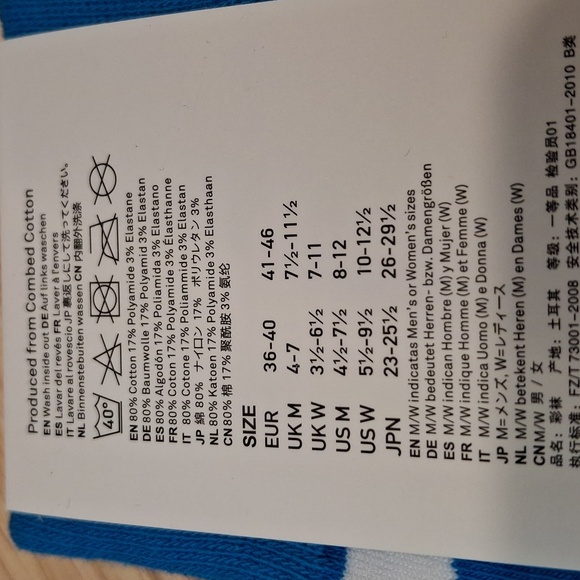 Produced from Combed Cotton
EN Wash inside out DE Auf links waschen
ES Lavar del revés FR Laver à l'envers
IT Lavare al rovescio JP 裏返しにして洗ってください。
NL Binnenstebuiten wassen CN 内翻外洗涤
40°
EN 80% Cotton 17% Polyamide 3% Elastane
DE 80% Baumwolle 17% Polyamid 3% Elastan
ES 80% Algodón 17% Poliamida 3% Elastano
FR 80% Coton 17% Polyamide 3% Élasthanne
IT 80% Cotone 17% Poliammide 3% Elastan
JP 綿 80% ナイロン 17% ポリウレタン 3%
NL 80% Katoen 17% Polyamide 3% Elasthaan
CN 80% 棉 17% 聚酰胺 3% 氨纶
SIZE
EUR 36-40 41-46
UK M 4-7 7½-11½
UK W 3½-6½ 7-11
US M 4½-7½ 8-12
US W 5½-9½ 10-12½
JPN 23-25½ 26-29½
EN M/W indicatas Men's or Women's sizes
DE M/W bedeutet Herren- bzw. Damengrößen
ES M/W indican Hombre (M) y Mujer (W)
FR M/W indique Homme (M) et Femme (W)
IT M/W indica Uomo (M) e Donna (W)
JP M=メンズ, W=レディース
NL M/W betekent Herren (M) en Dames (W)
CN M/W 男 / 女
品名: 彩袜 产地: 土耳其 等级: 一等品 检验员01
执行标准: FZ/T 73001-2008 安全技术类别: GB18401-2010 B类